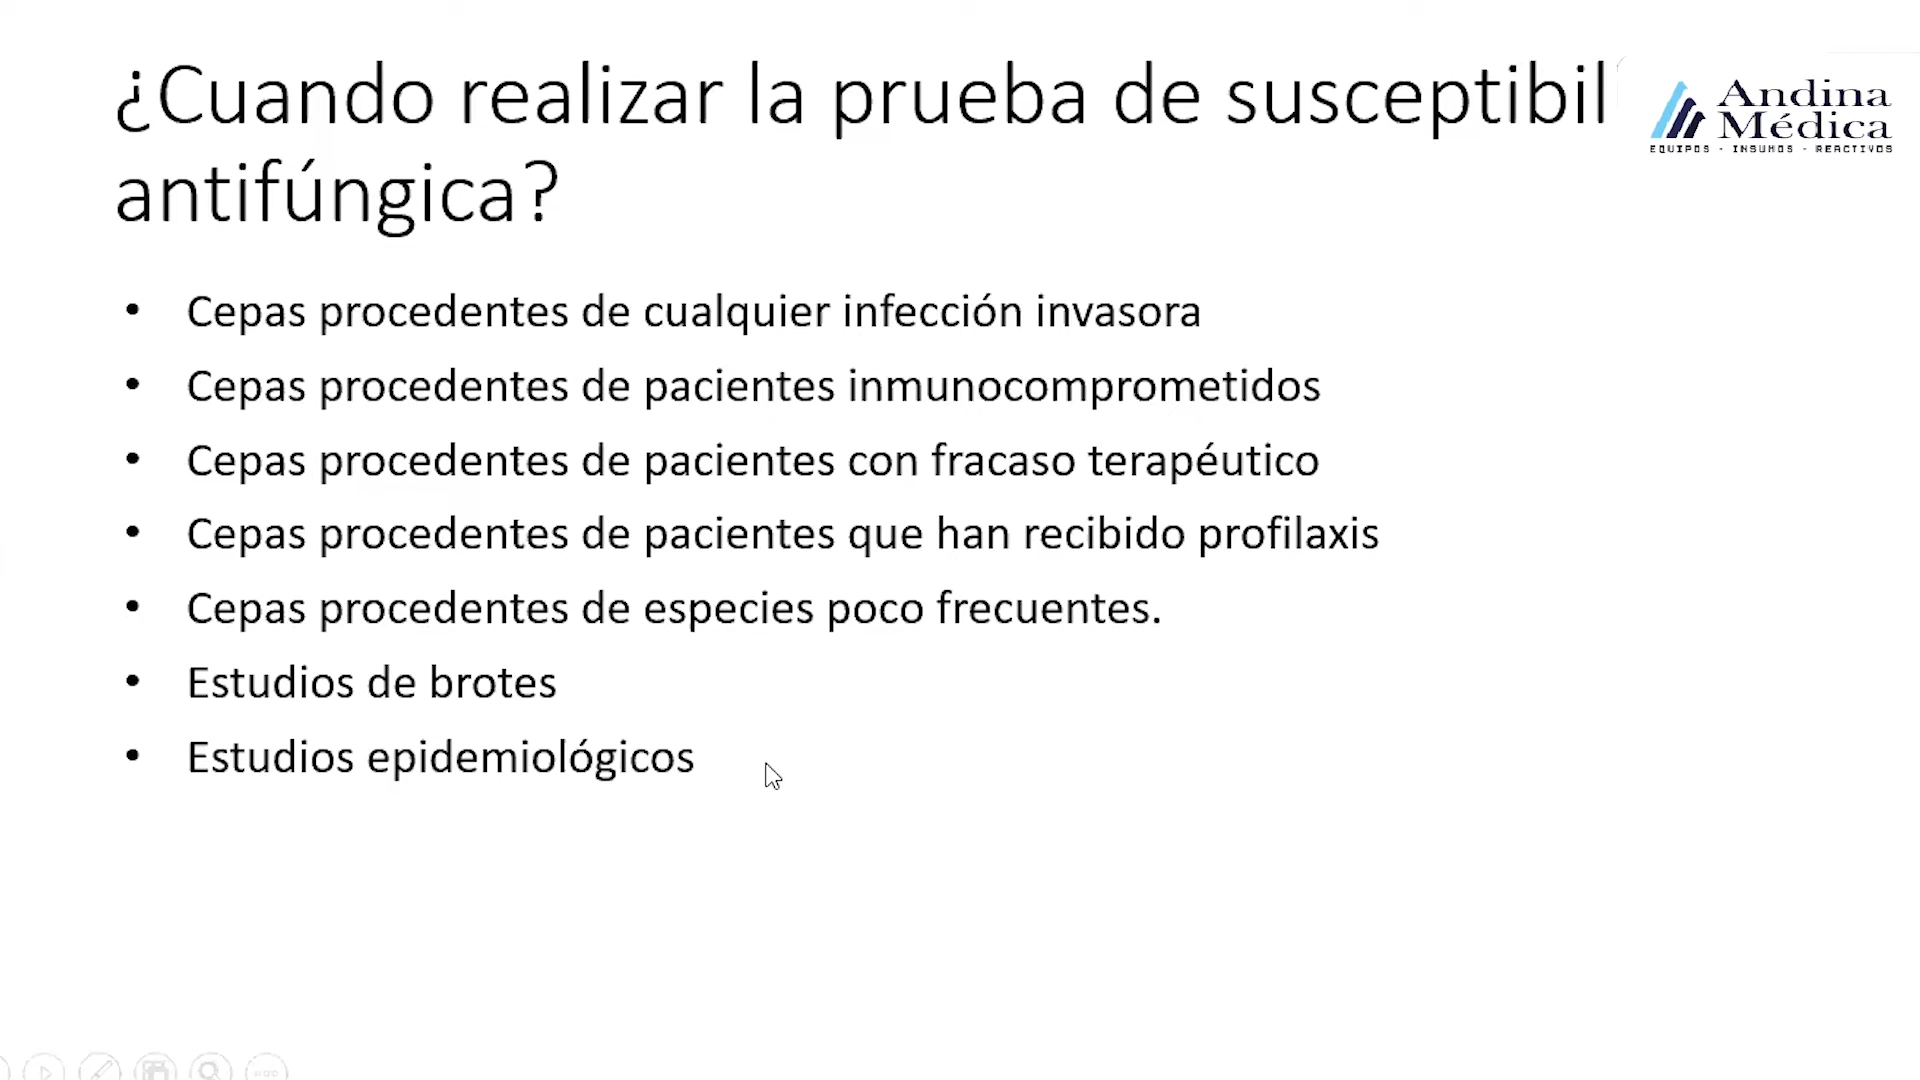 ¿Cuando realizar la prueba de susceptibil
antifúngica?
Andina
Médica
EQUIPOS - INSUMOS - REACTIVOS
• Cepas procedentes de cualquier infección invasora
• Cepas procedentes de pacientes inmunocomprometidos
• Cepas procedentes de pacientes con fracaso terapéutico
• Cepas procedentes de pacientes que han recibido profilaxis
• Cepas procedentes de especies poco frecuentes.
• Estudios de brotes
• Estudios epidemiológicos